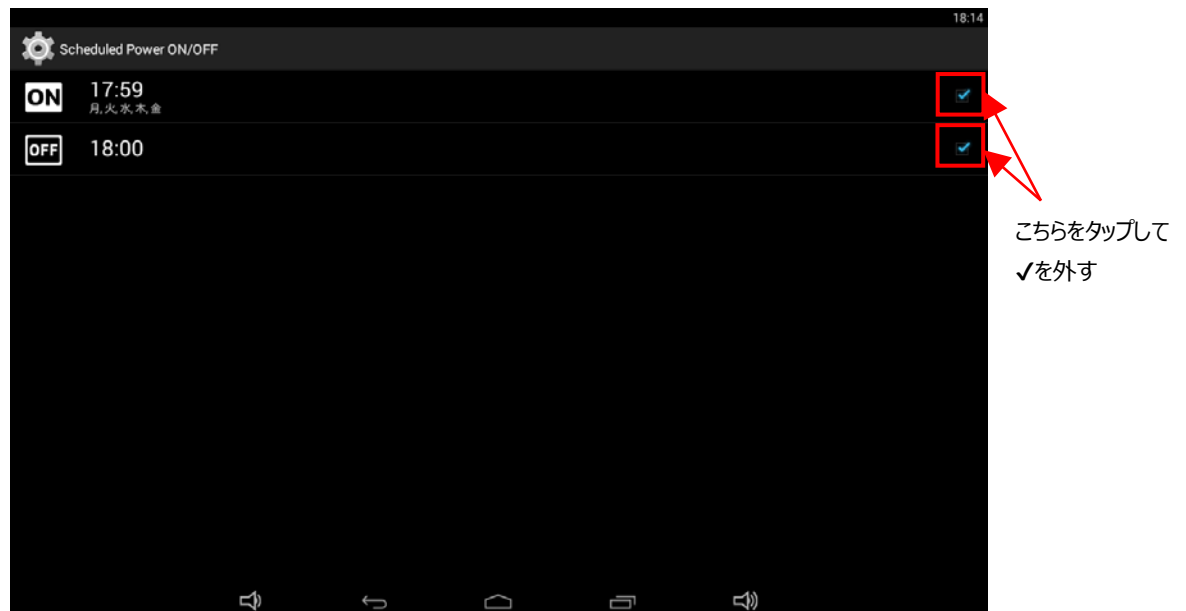 18:14
Scheduled Power ON/OFF
ON
17:59
月, 火, 水, 木, 金
OFF
18:00
こちらをタップして
✓を外す